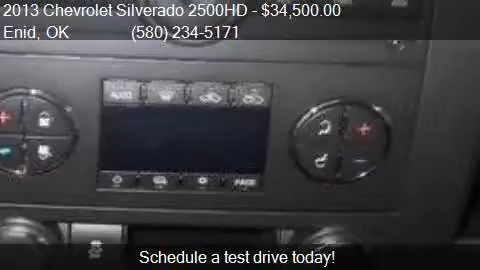 2013 Chevrolet Silverado 2500HD - $34,500.00
Enid, OK (580) 234-5171
AUTO
Schedule a test drive today!